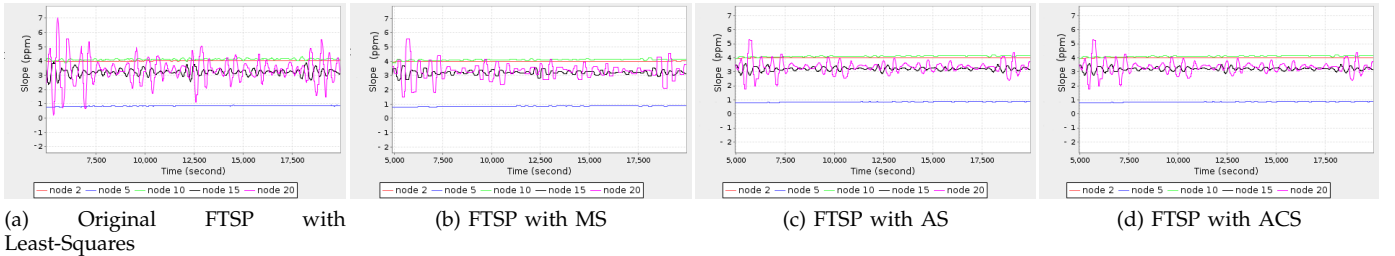 7
6
5
4
3
2
1
0
- 1
- 2
Slope (ppm)
7,500 10,000 12,500 15,000 17,500
Time (second)
node 2 node 5 node 10 node 15 node 20
(a) Original FTSP with
Least-Squares
7
6
5
4
3
2
1
0
- 1
- 2
Slope (ppm)
5,000 7,500 10,000 12,500 15,000 17,500
Time (second)
node 2 node 5 node 10 node 15 node 20
(b) FTSP with MS
7
6
5
4
3
2
1
0
- 1
- 2
Slope (ppm)
5,000 7,500 10,000 12,500 15,000 17,500
Time (second)
node 2 node 5 node 10 node 15 node 20
(c) FTSP with AS
7
6
5
4
3
2
1
0
- 1
- 2
Slope (ppm)
5,000 7,500 10,000 12,500 15,000 17,500
Time (second)
node 2 node 5 node 10 node 15 node 20
(d) FTSP with ACS